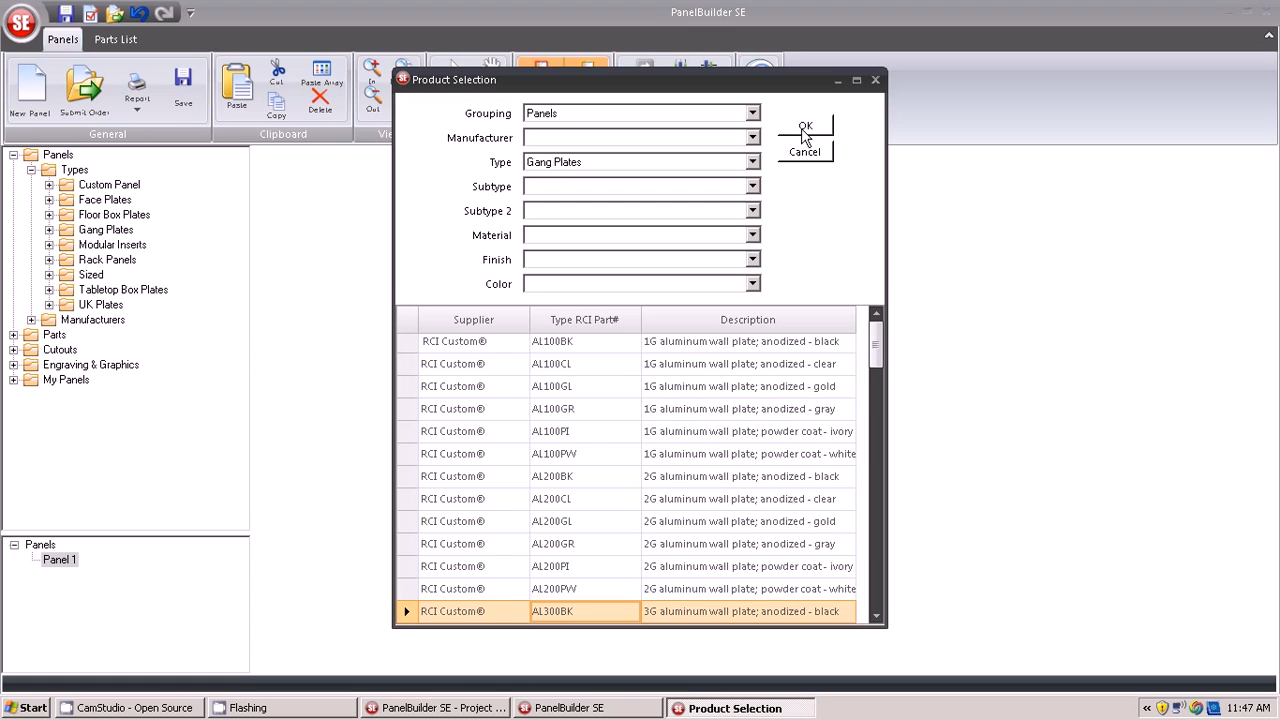 SE
PanelBuilder SE
Panels
Parts List
New Panel
Submit Order
Report
Save
General
Paste
Cut
Copy
Paste Array
Delete
Clipboard
In
Out
SE Product Selection
Grouping Panels
Manufacturer
Type Gang Plates
Subtype
Subtype 2
Material
Finish
Color
OK
Cancel
Supplier Type RCI Part# Description
RCI Custom® AL100BK 1G aluminum wall plate; anodized - black
RCI Custom® AL100CL 1G aluminum wall plate; anodized - clear
RCI Custom® AL100GL 1G aluminum wall plate; anodized - gold
RCI Custom® AL100GR 1G aluminum wall plate; anodized - gray
RCI Custom® AL100PI 1G aluminum wall plate; powder coat - ivory
RCI Custom® AL100PW 1G aluminum wall plate; powder coat - white
RCI Custom® AL200BK 2G aluminum wall plate; anodized - black
RCI Custom® AL200CL 2G aluminum wall plate; anodized - clear
RCI Custom® AL200GL 2G aluminum wall plate; anodized - gold
RCI Custom® AL200GR 2G aluminum wall plate; anodized - gray
RCI Custom® AL200PI 2G aluminum wall plate; powder coat - ivory
RCI Custom® AL200PW 2G aluminum wall plate; powder coat - white
RCI Custom® AL300BK 3G aluminum wall plate; anodized - black
Panels
Types
Custom Panel
Face Plates
Floor Box Plates
Gang Plates
Modular Inserts
Rack Panels
Sized
Tabletop Box Plates
UK Plates
Manufacturers
Parts
Cutouts
Engraving & Graphics
My Panels
Panels
Panel 1
Start
CamStudio - Open Source
Flashing
PanelBuilder SE - Project ...
PanelBuilder SE
Product Selection
11:47 AM